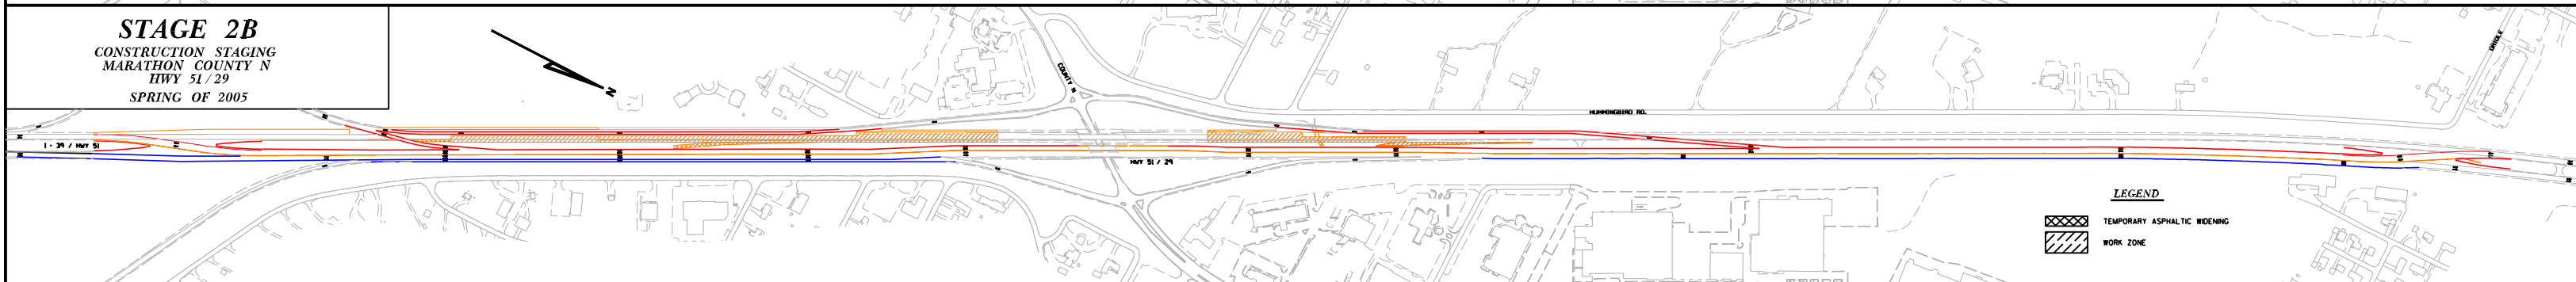 STAGE 2B
CONSTRUCTION STAGING
MARATHON COUNTY N
HWY 51/29
SPRING OF 2005
N
COUNTY N
ORIOLE
HUMMINGBIRD RD.
I - 39 / HWY 51
HWY 51 / 29
LEGEND
TEMPORARY ASPHALTIC WIDENING
WORK ZONE